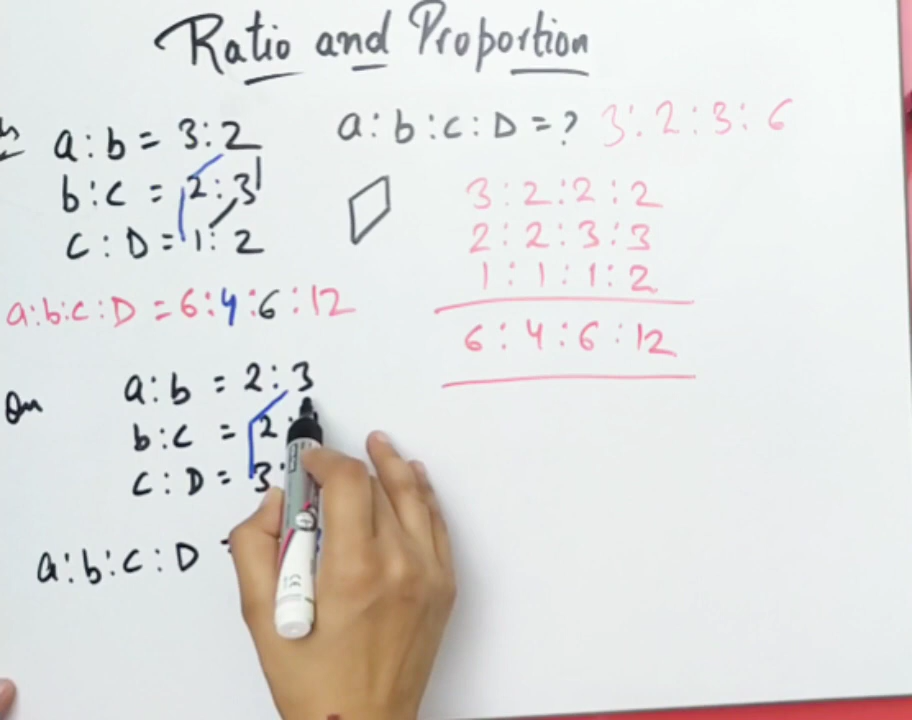 Ratio and Proportion
a:b = 3:2
b:c = 2:3
c:D = 1:2
a:b:c:D = 6:4:6:12
a:b:c:D = ? 3:2:3:6
3:2:2:2
2:2:3:3
1:1:1:2
6:4:6:12
Qn
a:b = 2:3
b:c = 2:
c:D = 3:
a:b:c:D =